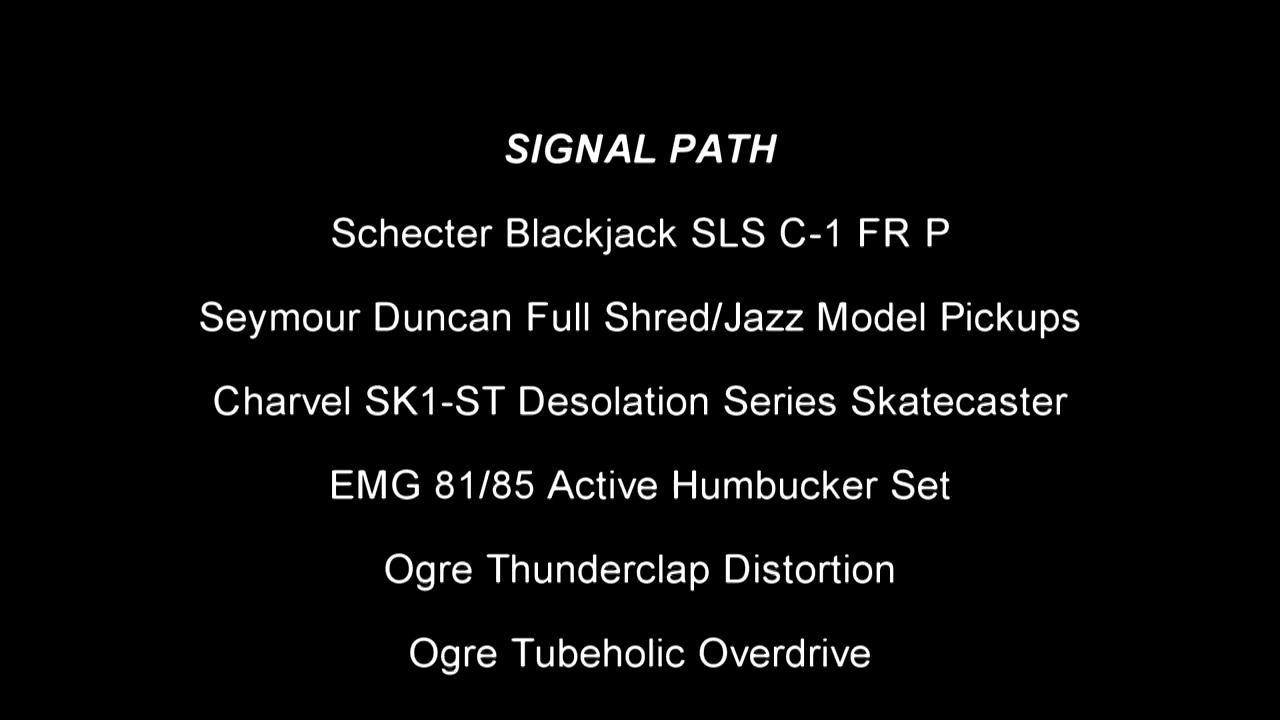 SIGNAL PATH
Schecter Blackjack SLS C-1 FR P
Seymour Duncan Full Shred/Jazz Model Pickups
Charvel SK1-ST Desolation Series Skatecaster
EMG 81/85 Active Humbucker Set
Ogre Thunderclap Distortion
Ogre Tubeholic Overdrive